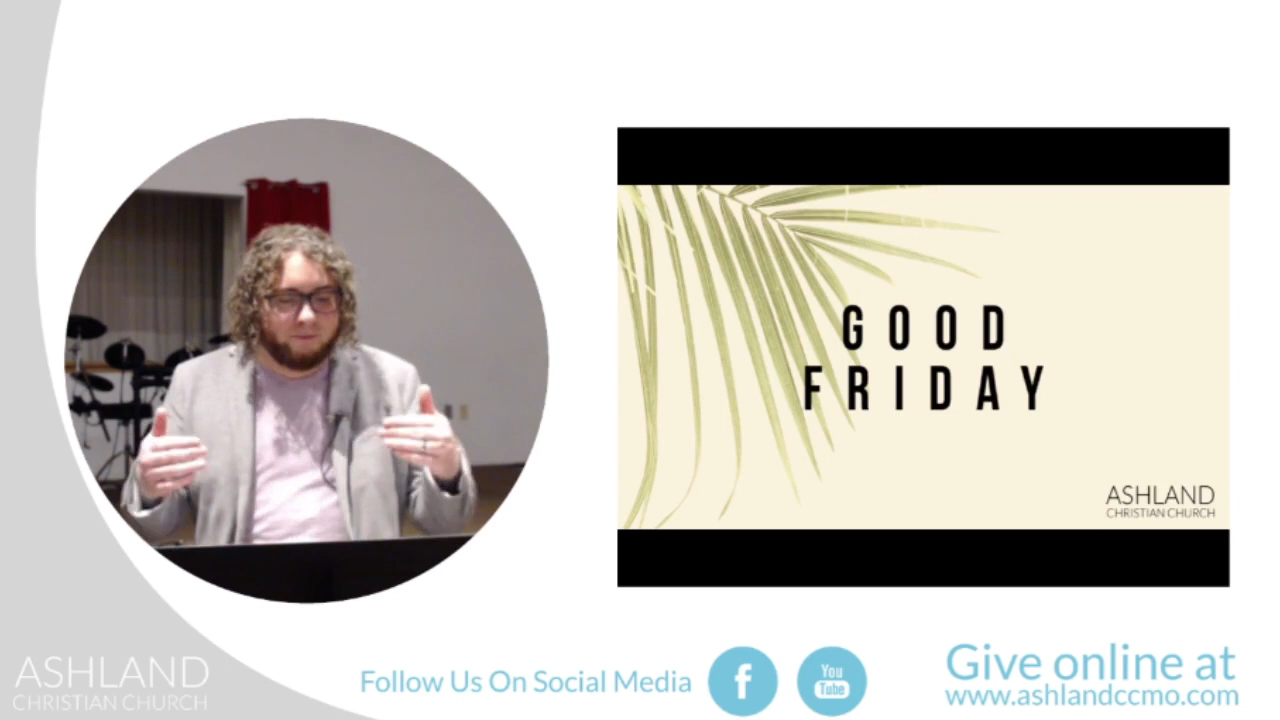 GOOD
FRIDAY
ASHLAND
CHRISTIAN CHURCH
ASHLAND
CHRISTIAN CHURCH
Follow Us On Social Media
f
You
Tube
Give online at
www.ashlandccmo.com